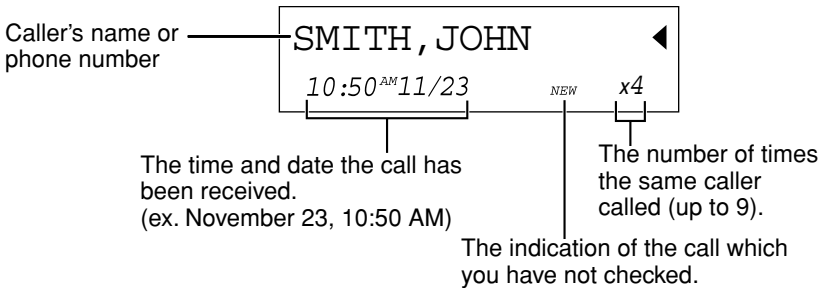 Caller's name or
phone number
SMITH,JOHN
10:50AM11/23
NEW
x4
The time and date the call has
been received.
(ex. November 23, 10:50 AM)
The number of times
the same caller
called (up to 9).
The indication of the call which
you have not checked.